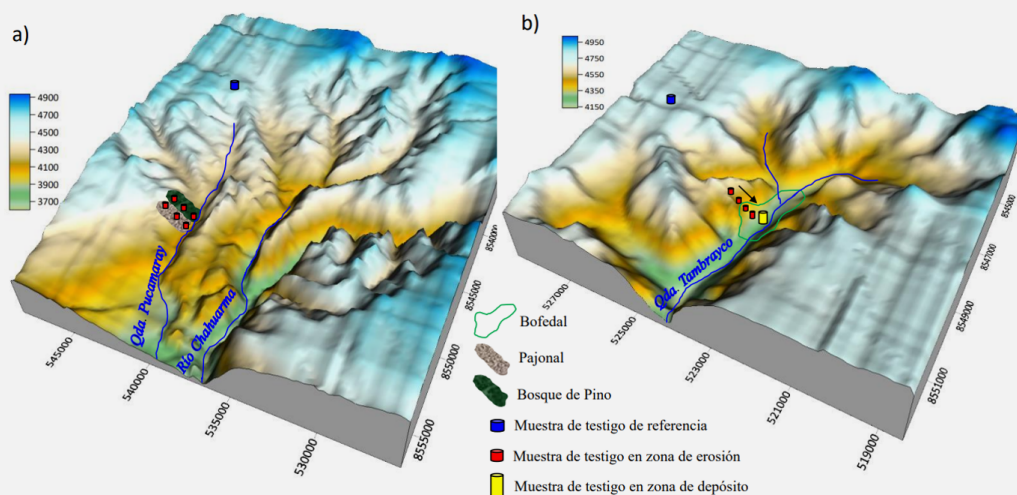 a)
4900
4700
4500
4300
4100
3900
3700
Qda. Pucamaray
Río Chahuarma
545000
540000
535000
530000
8540000
8545000
8550000
8555000
b)
4950
4750
4550
4350
4150
Qda. Tambrayco
527000
525000
523000
521000
519000
8545000
8547000
8549000
8551000
Bofedal
Pajonal
Bosque de Pino
Muestra de testigo de referencia
Muestra de testigo en zona de erosión
Muestra de testigo en zona de depósito